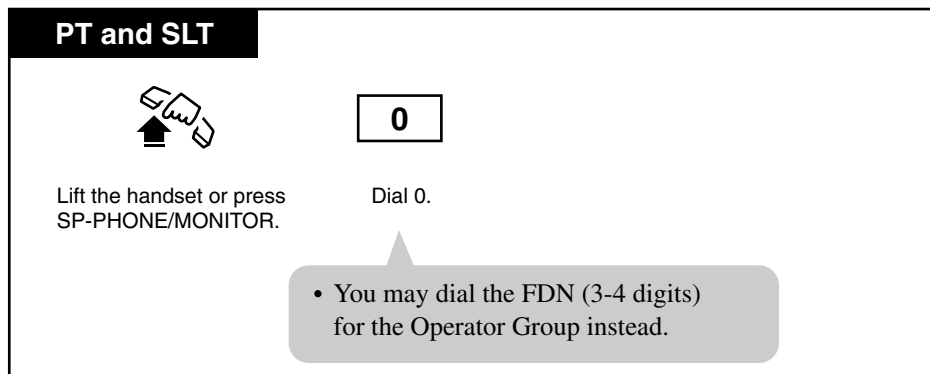 PT and SLT
0
Lift the handset or press
SP-PHONE/MONITOR.
Dial 0.
• You may dial the FDN (3-4 digits)
for the Operator Group instead.